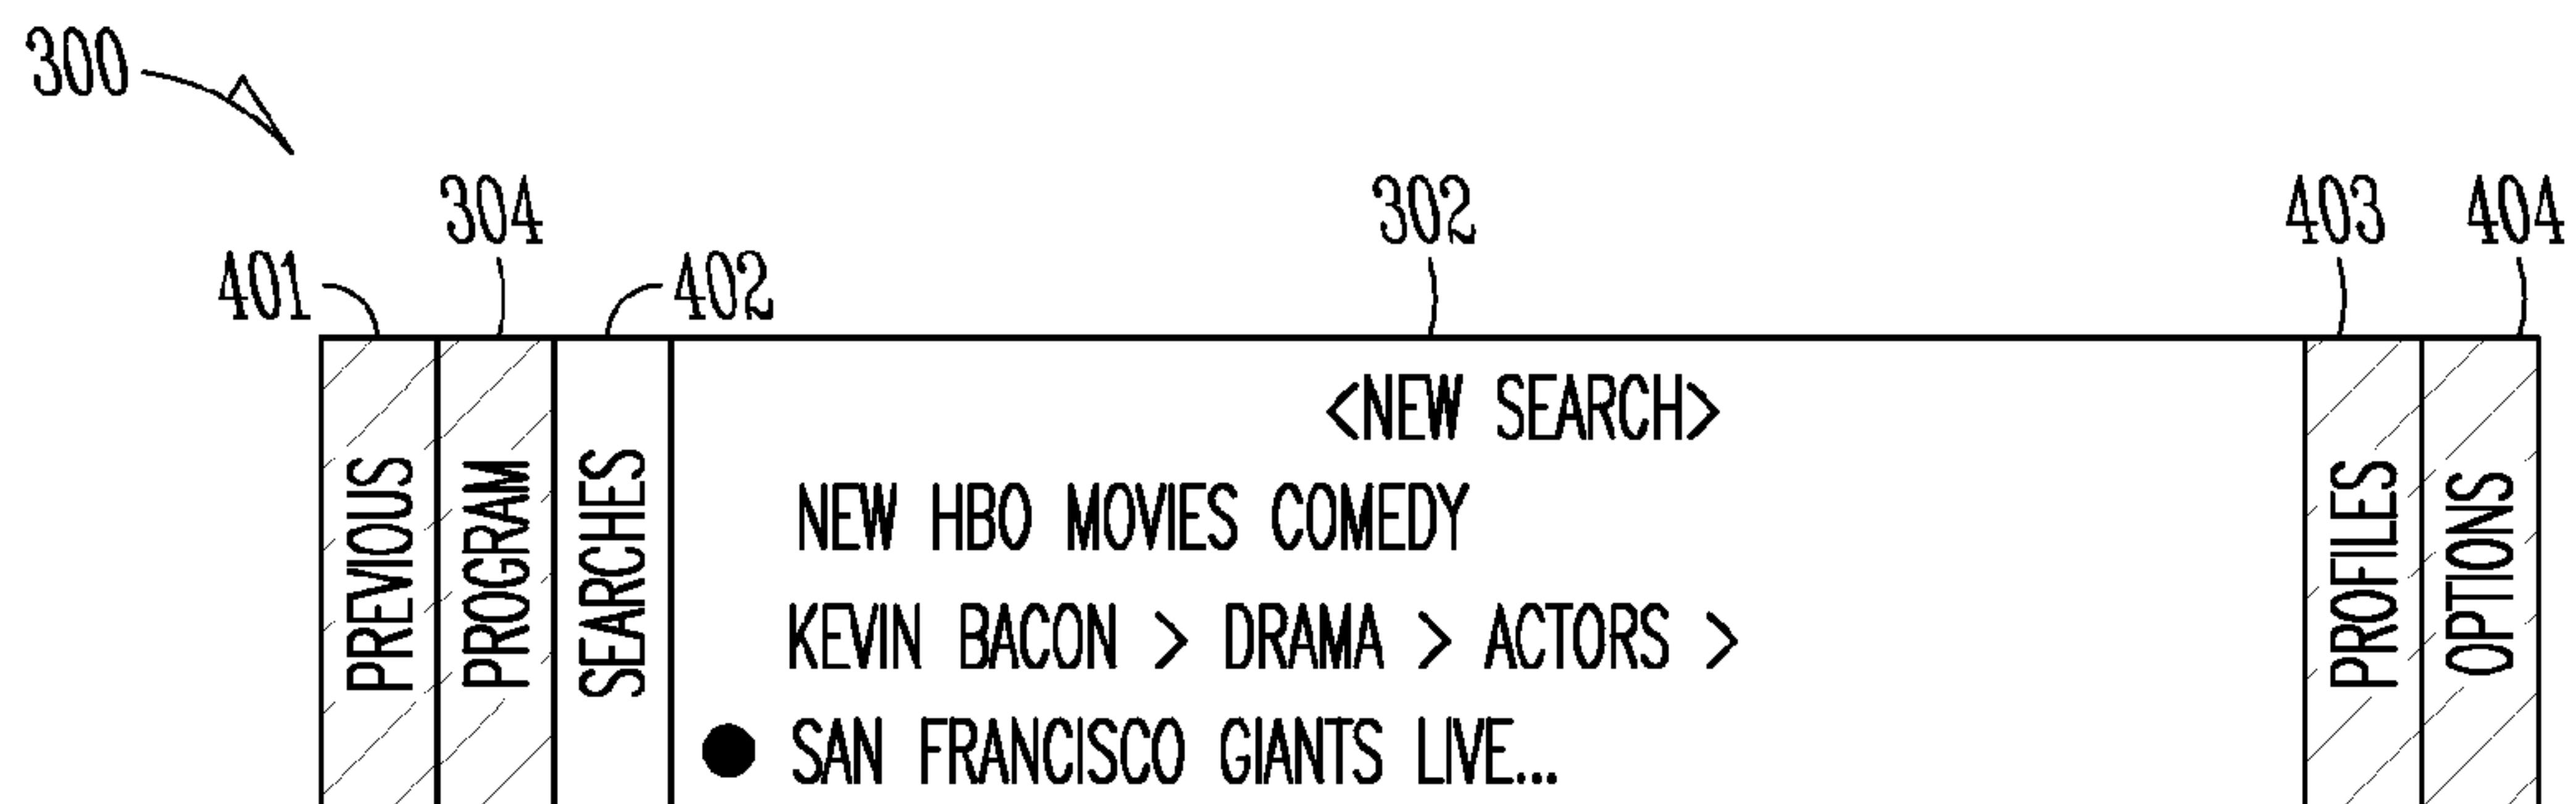 300
304
302
403
404
401
402
PREVIOUS
PROGRAM
SEARCHES
<NEW SEARCH>
NEW HBO MOVIES COMEDY
KEVIN BACON > DRAMA > ACTORS >
● SAN FRANCISCO GIANTS LIVE...
PROFILES
OPTIONS